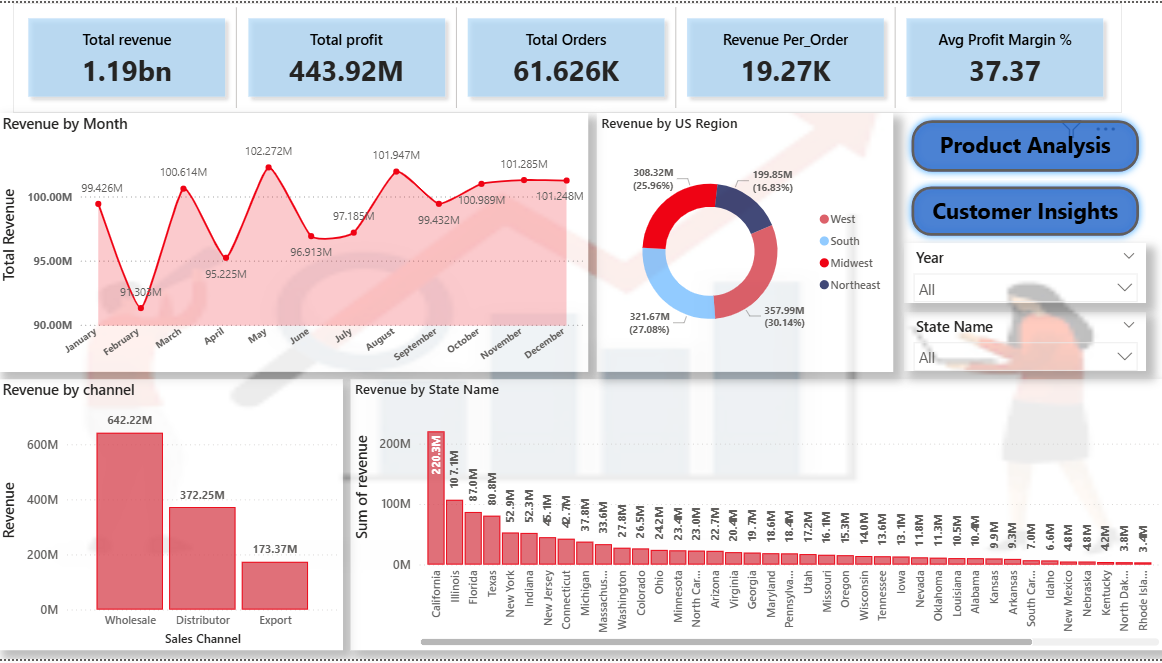 Total revenue
1.19bn
Total profit
443.92M
Total Orders
61.626K
Revenue Per_Order
19.27K
Avg Profit Margin %
37.37
Revenue by Month
Total Revenue
100.00M
95.00M
90.00M
99.426M
91.303M
100.614M
95.225M
102.272M
96.913M
97.185M
101.947M
99.432M
100.989M
101.285M
101.248M
January
February
March
April
May
June
July
August
September
October
November
December
Revenue by US Region
308.32M
(25.96%)
199.85M
(16.83%)
321.67M
(27.08%)
357.99M
(30.14%)
West
South
Midwest
Northeast
Product Analysis
Customer Insights
Year
All
State Name
All
Revenue by channel
Revenue
600M
400M
200M
0M
642.22M
372.25M
173.37M
Wholesale
Distributor
Export
Sales Channel
Revenue by State Name
Sum of revenue
200M
100M
0M
220.3M
107.1M
87.0M
80.8M
52.9M
52.3M
45.1M
42.7M
37.8M
33.6M
27.8M
26.5M
24.2M
23.4M
23.0M
22.7M
20.4M
19.7M
18.6M
18.4M
17.2M
16.1M
15.3M
14.0M
13.6M
13.1M
11.8M
11.3M
10.5M
10.4M
9.9M
9.3M
7.0M
6.6M
4.8M
4.8M
4.2M
3.8M
3.4M
California
Illinois
Florida
Texas
New York
Indiana
New Jersey
Connecticut
Michigan
Massachus...
Washington
Colorado
Ohio
Minnesota
North Car...
Arizona
Virginia
Georgia
Maryland
Pennsylva...
Utah
Missouri
Oregon
Wisconsin
Tennessee
Iowa
Nevada
Oklahoma
Louisiana
Alabama
Kansas
Arkansas
South Car...
Idaho
New Mexico
Nebraska
Kentucky
North Dak...
Rhode Isla...